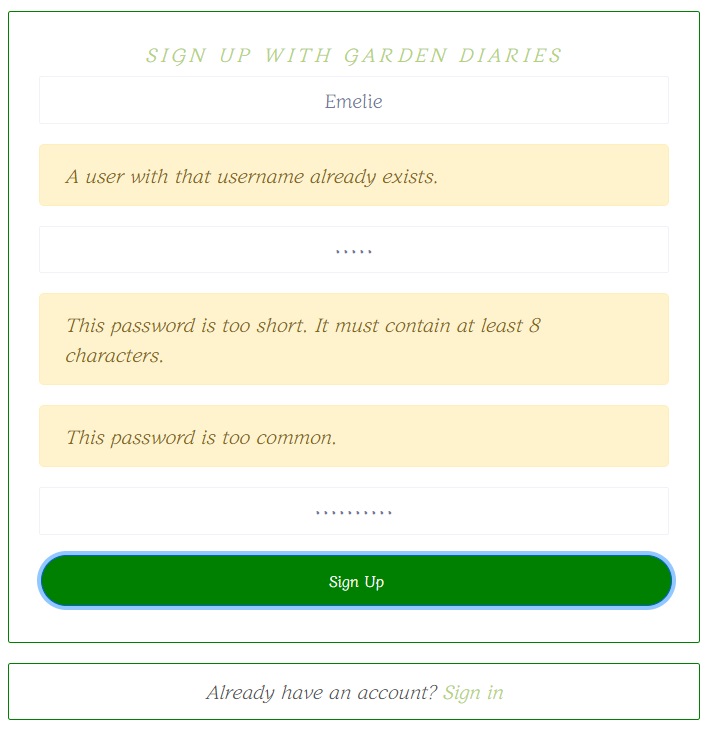 SIGN UP WITH GARDEN DIARIES
Emelie
A user with that username already exists.
•••••
This password is too short. It must contain at least 8
characters.
This password is too common.
••••••••••
Sign Up
Already have an account? Sign in